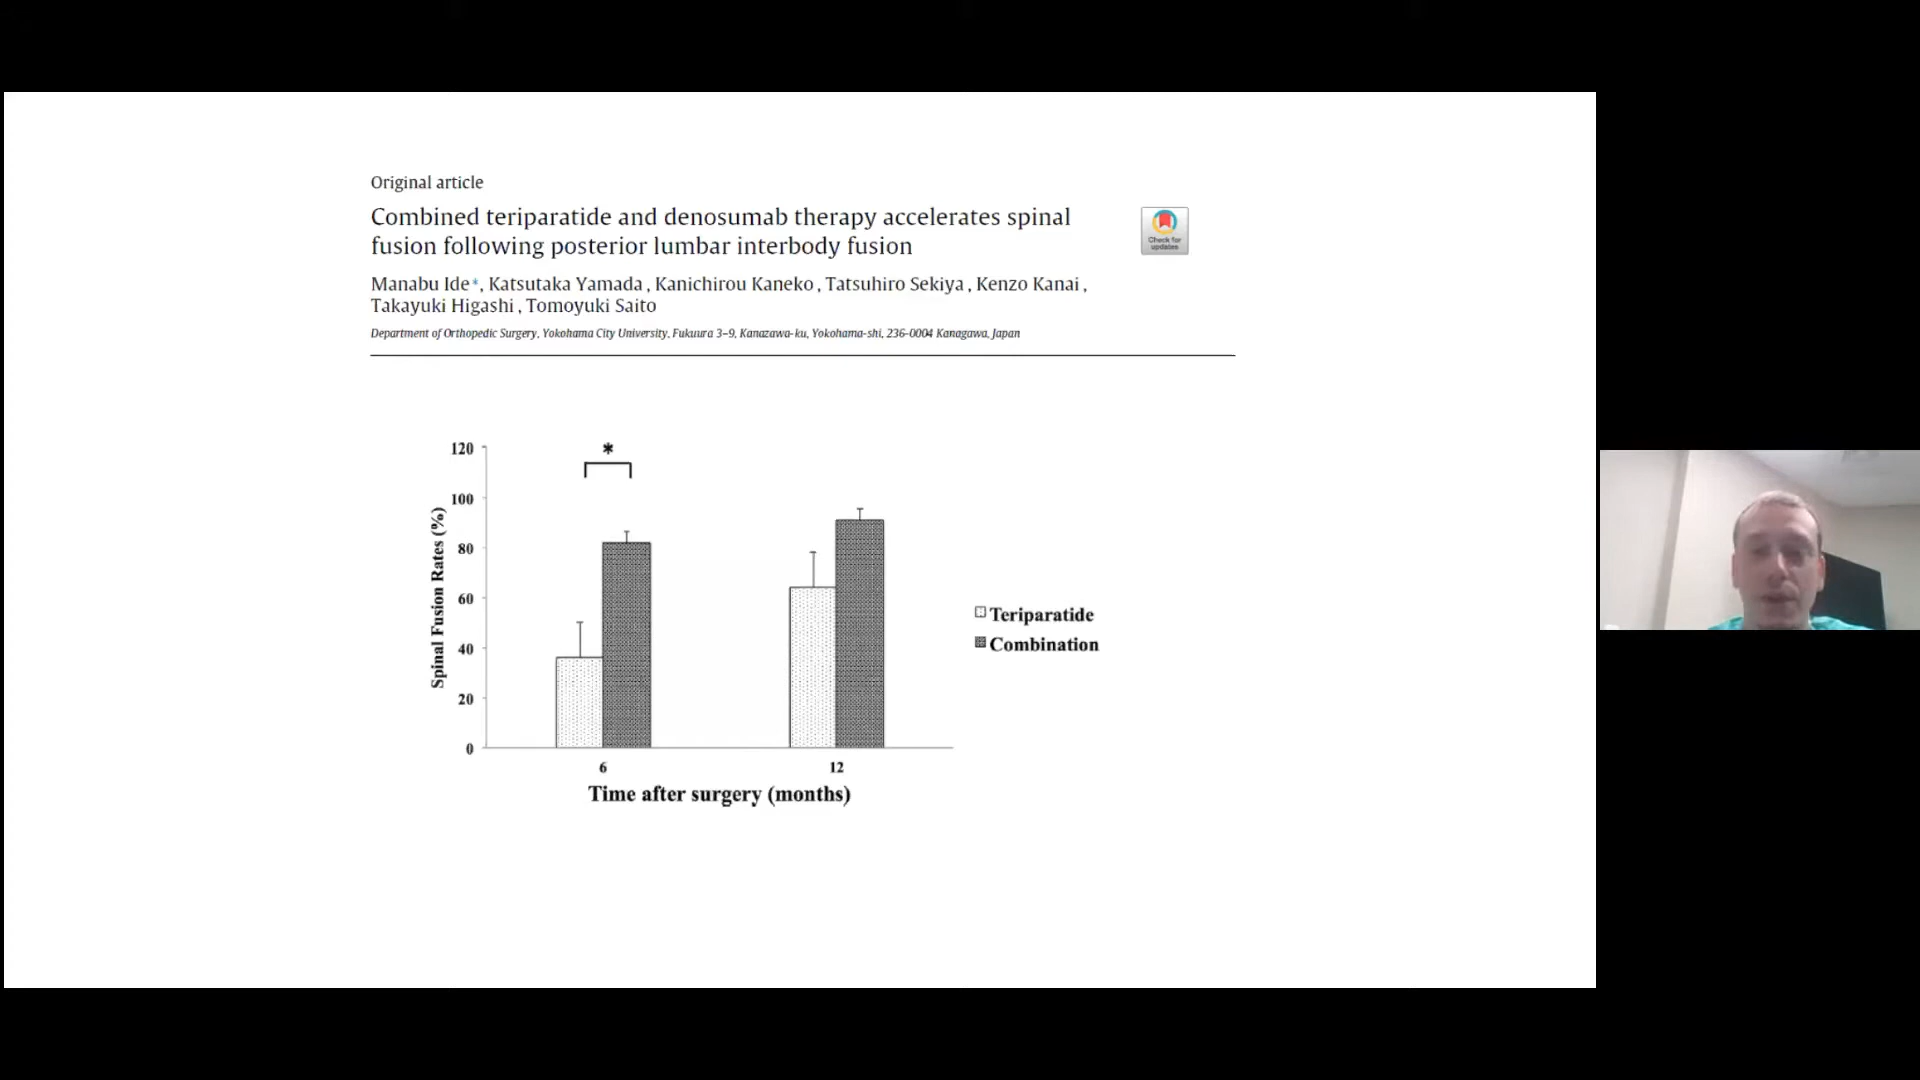 Original article
Combined teriparatide and denosumab therapy accelerates spinal
fusion following posterior lumbar interbody fusion
Check for
updates
Manabu Ide*, Katsutaka Yamada, Kanichirou Kaneko, Tatsuhiro Sekiya, Kenzo Kanai,
Takayuki Higashi, Tomoyuki Saito
Department of Orthopedic Surgery, Yokohama City University, Fukuura 3–9, Kanazawa-ku, Yokohama-shi, 236-0004 Kanagawa, Japan
*
120
100
80
60
40
20
0
Spinal Fusion Rates (%)
6
12
Time after surgery (months)
Teriparatide
Combination